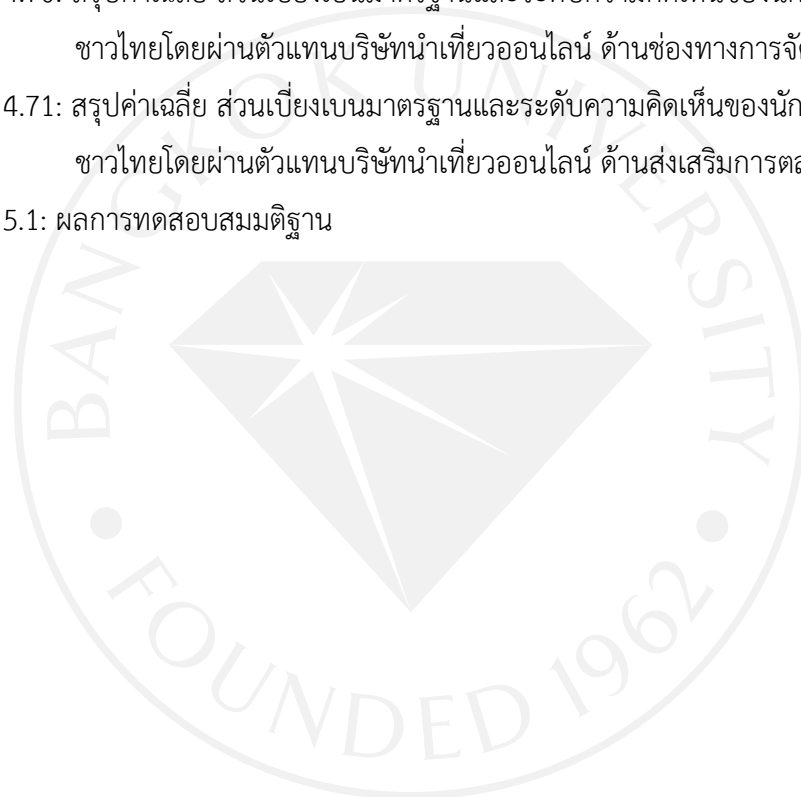 ชาวไทยโดยผ่านตัวแทนบริษัทนำเที่ยวออนไลน์ ด้านช่องทางการจัด
4.71: สรุปค่าเฉลี่ย ส่วนเบี่ยงเบนมาตรฐานและระดับความคิดเห็นของนัก
ชาวไทยโดยผ่านตัวแทนบริษัทนำเที่ยวออนไลน์ ด้านส่งเสริมการตล
5.1: ผลการทดสอบสมมติฐาน
BANGKOK UNIVERSITY
FOUNDED 1962